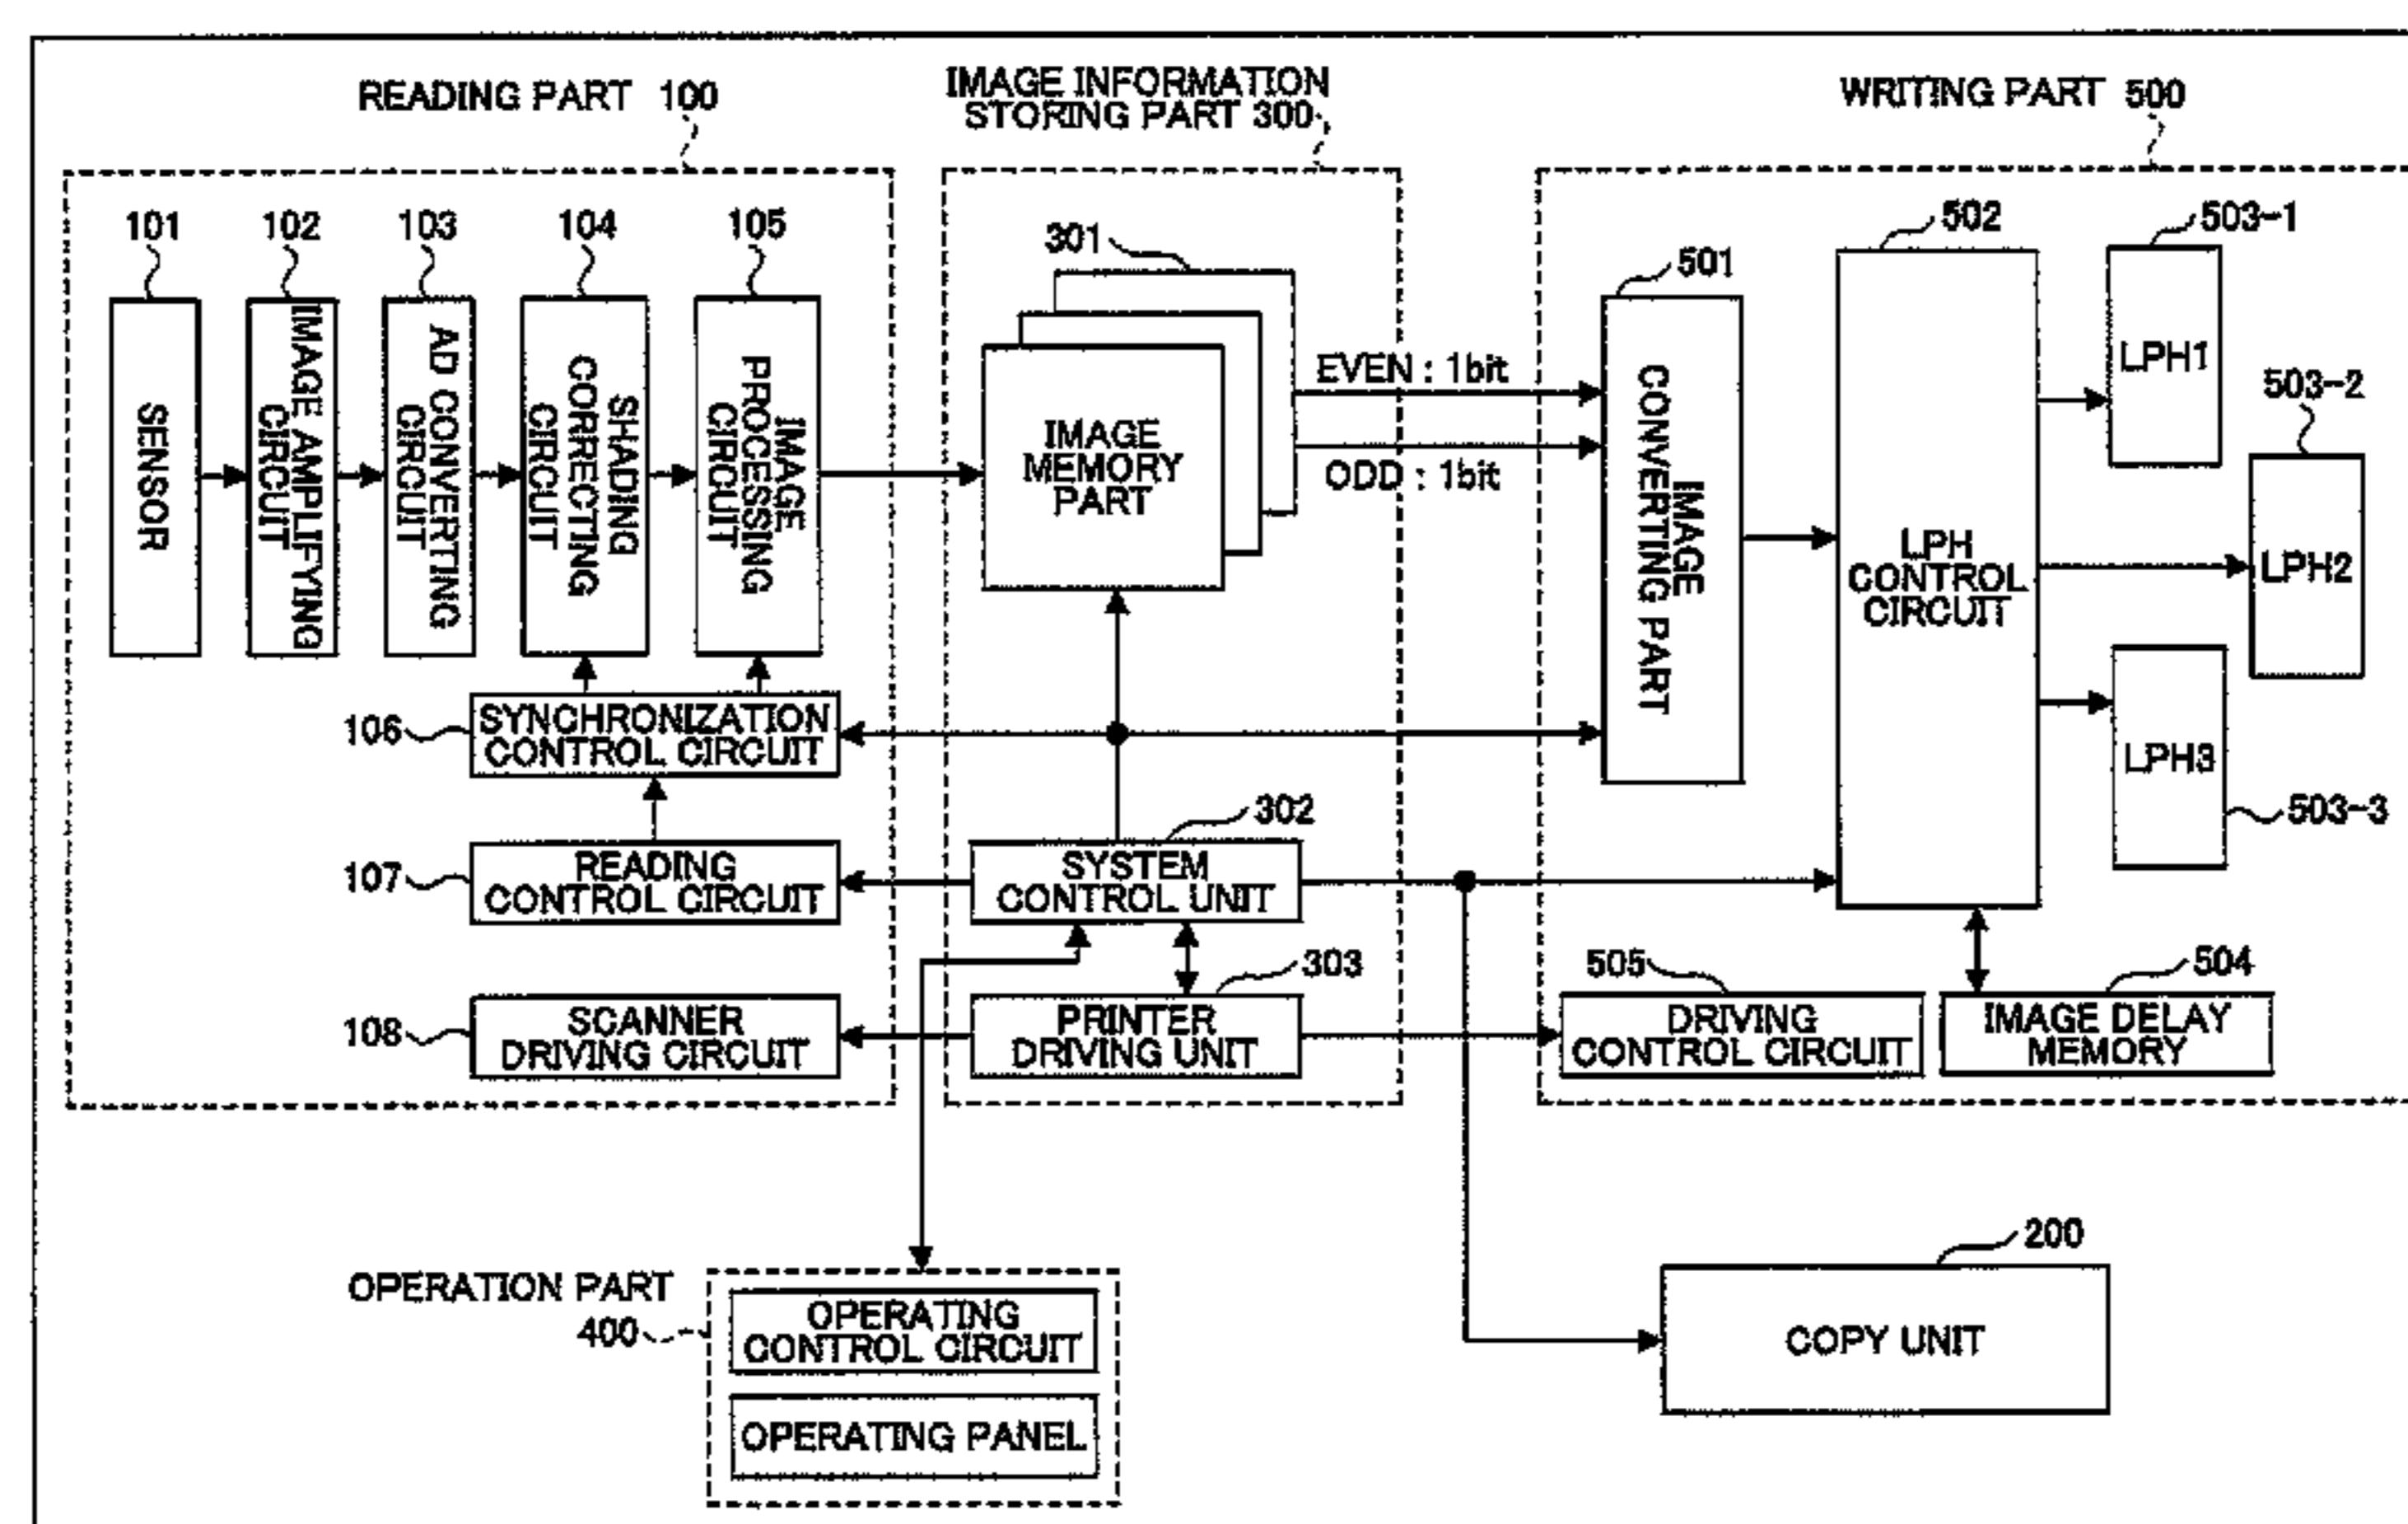 READING PART 100
IMAGE INFORMATION
STORING PART 300
WRITING PART 500
101
102
103
104
105
SENSOR
IMAGE AMPLIFYING
CIRCUIT
AD CONVERTING
CIRCUIT
SHADING
CORRECTING
CIRCUIT
IMAGE
PROCESSING
CIRCUIT
106
SYNCHRONIZATION
CONTROL CIRCUIT
107
READING
CONTROL CIRCUIT
108
SCANNER
DRIVING CIRCUIT
301
IMAGE
MEMORY
PART
EVEN : 1bit
ODD : 1bit
302
SYSTEM
CONTROL UNIT
303
PRINTER
DRIVING UNIT
501
IMAGE
CONVERTING PART
502
LPH
CONTROL
CIRCUIT
503-1
LPH1
503-2
LPH2
LPH3
503-3
505
DRIVING
CONTROL CIRCUIT
504
IMAGE DELAY
MEMORY
OPERATION PART
400
OPERATING
CONTROL CIRCUIT
OPERATING PANEL
200
COPY UNIT